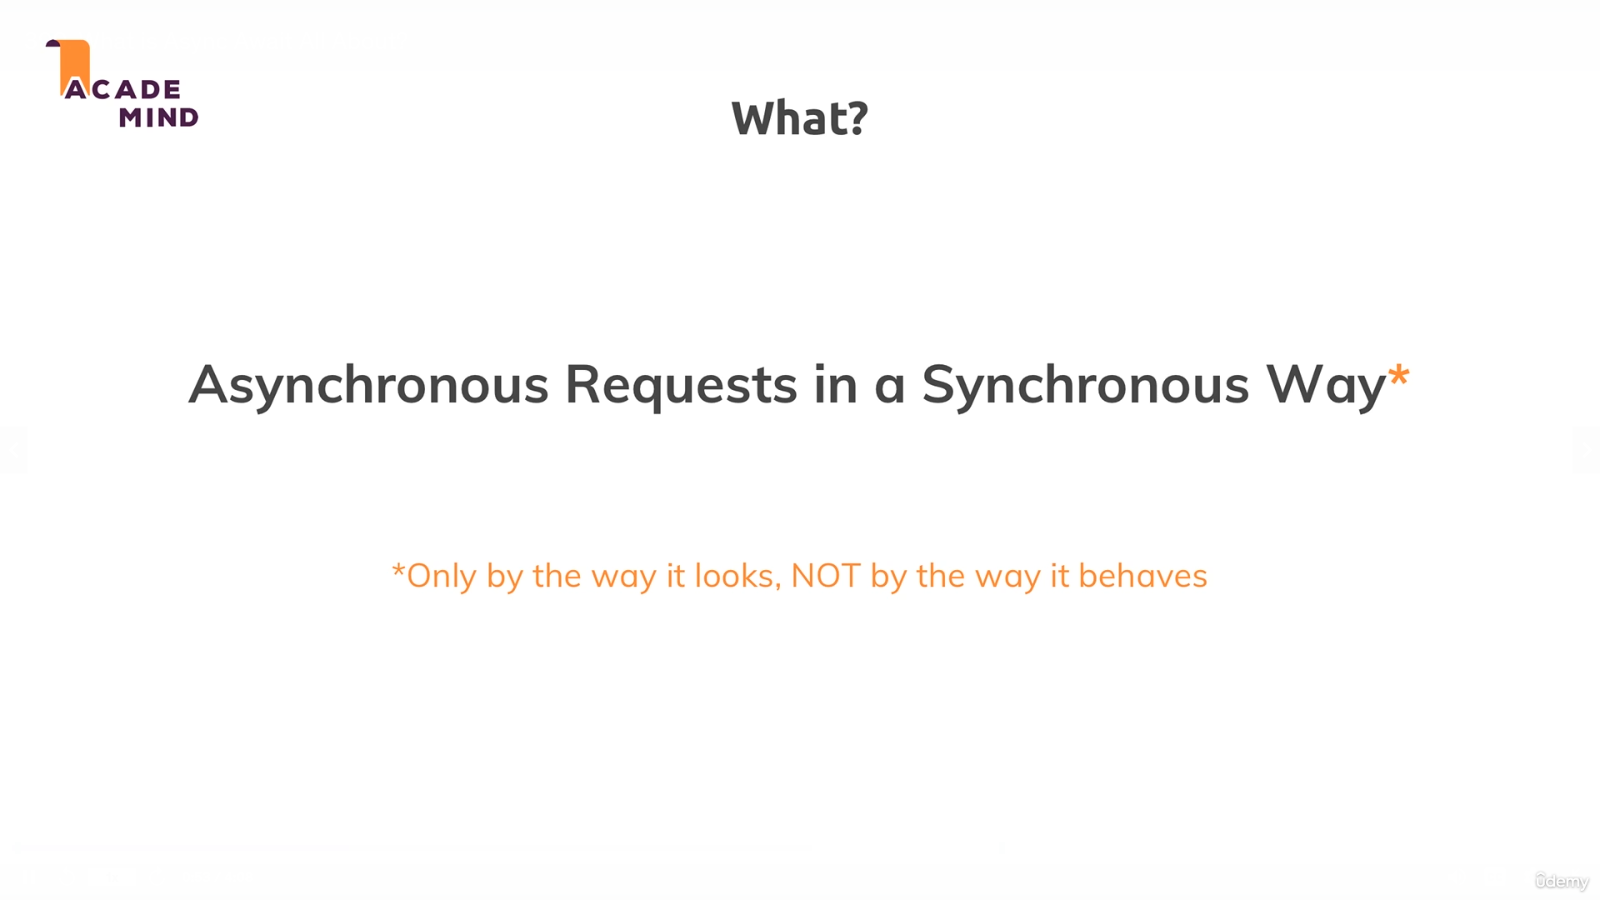 ACADE
MIND
What?
Asynchronous Requests in a Synchronous Way*
*Only by the way it looks, NOT by the way it behaves
ûdemy